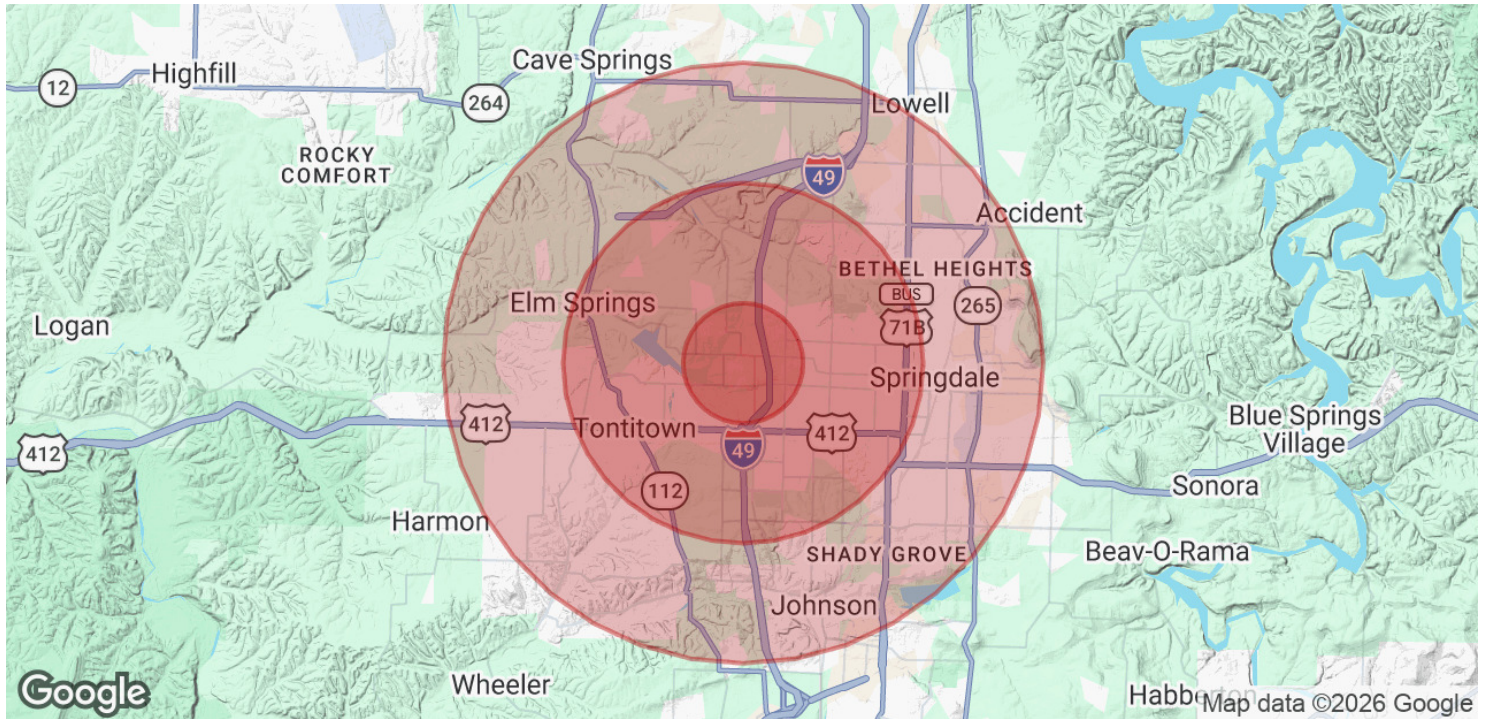 Cave Springs
12
Highfill
264
Lowell
ROCKY
COMFORT
49
Accident
BETHEL HEIGHTS
BUS
71B
265
Elm Springs
Logan
Springdale
412
412
Tontitown
412
49
Blue Springs
Village
112
Sonora
Harmon
SHADY GROVE
Beav-O-Rama
Johnson
Wheeler
Habberton
Google
Map data ©2026 Google